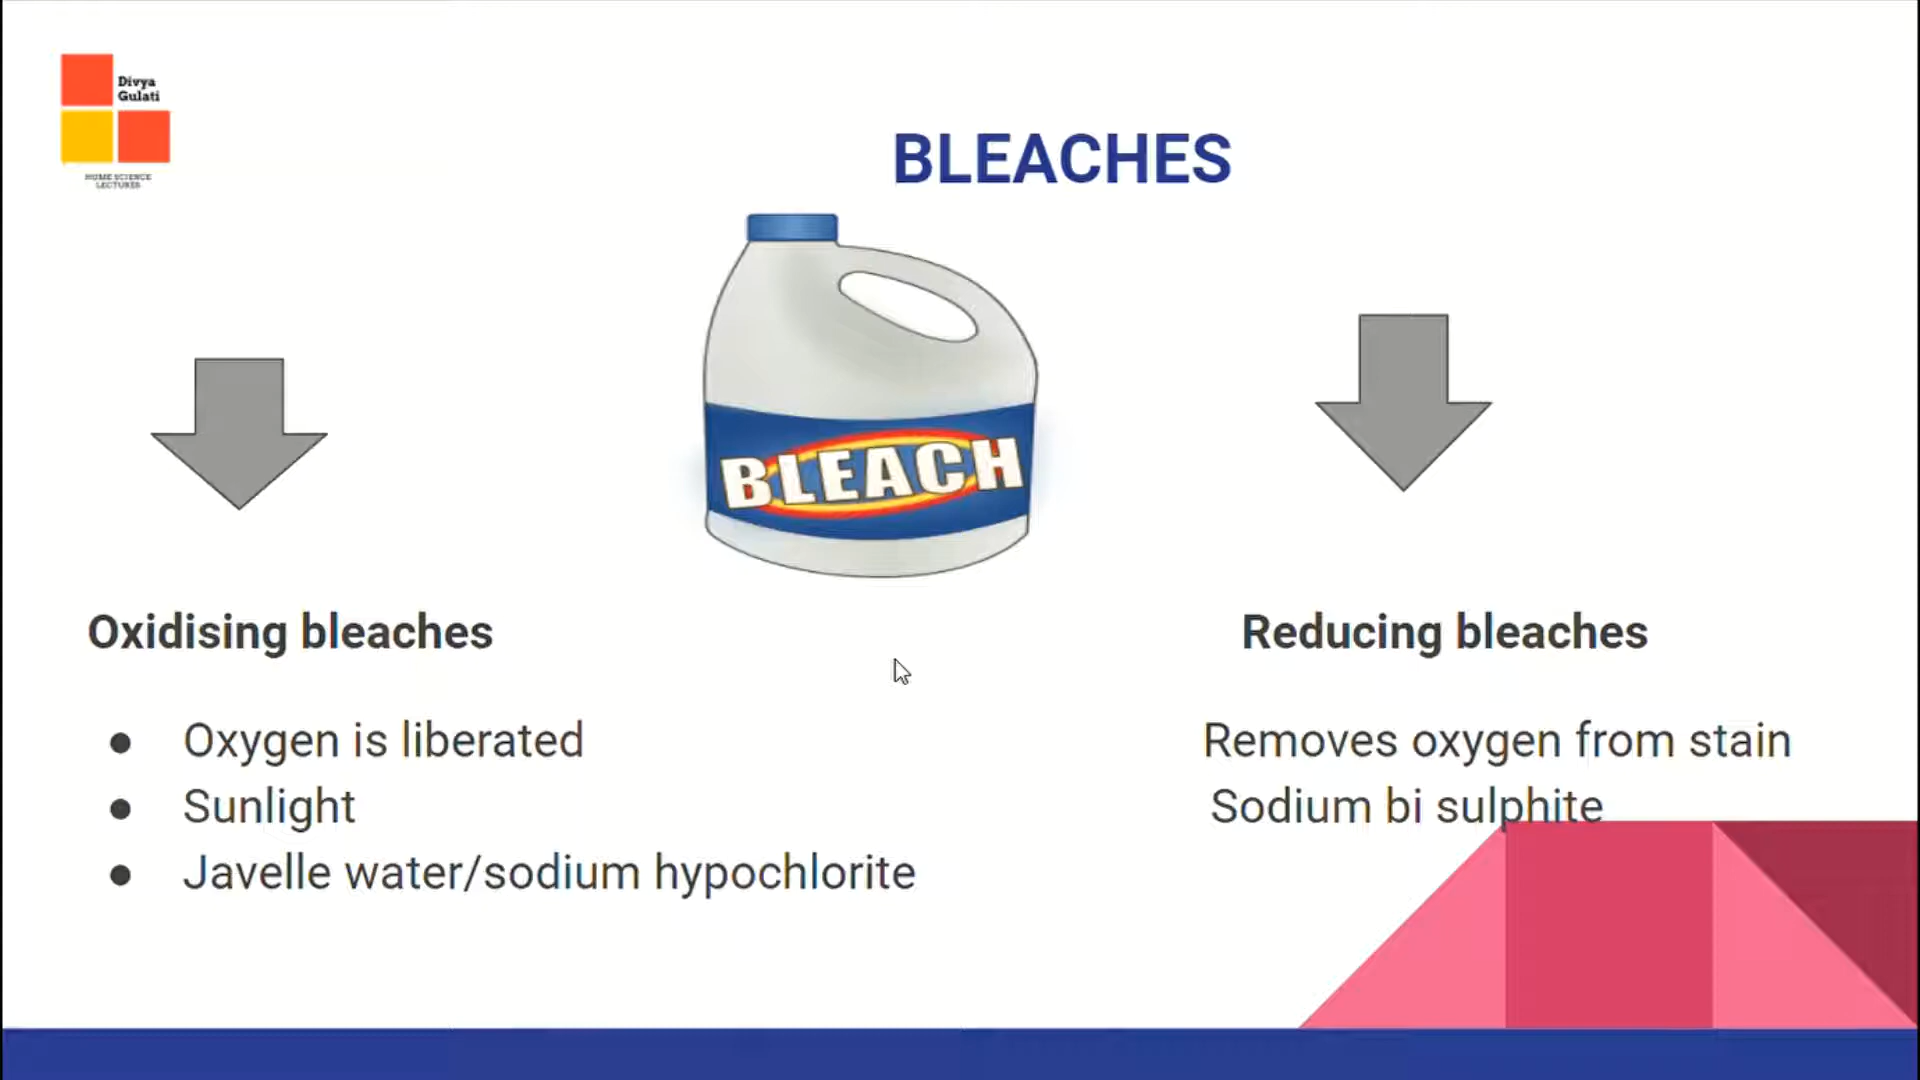 Divya
Gulati
HOME SCIENCE
LECTURES
BLEACHES
BLEACH
Oxidising bleaches
● Oxygen is liberated
● Sunlight
● Javelle water/sodium hypochlorite
Reducing bleaches
Removes oxygen from stain
Sodium bi sulphite